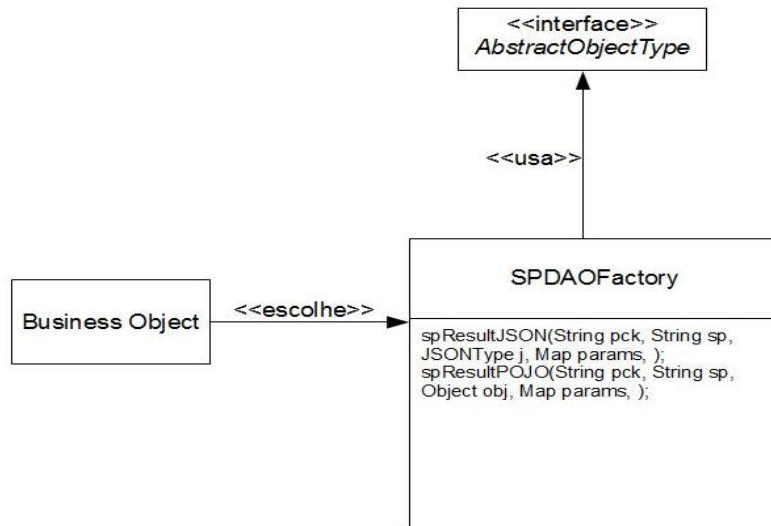 <<interface>>
AbstractObjectType
<<usa>>
SPDAOFactory
Business Object
<<escolhe>>
spResultJSON(String pck, String sp,
JSONType j, Map params, );
spResultPOJO(String pck, String sp,
Object obj, Map params, );